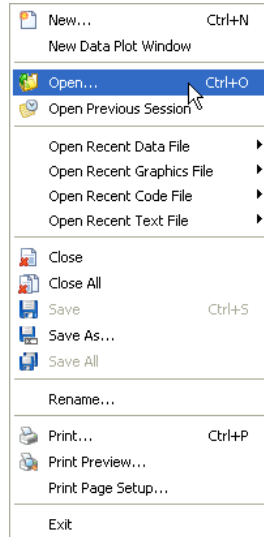 New... Ctrl+N
New Data Plot Window
Open... Ctrl+O
Open Previous Session
Open Recent Data File
Open Recent Graphics File
Open Recent Code File
Open Recent Text File
Close
Close All
Save Ctrl+S
Save As...
Save All
Rename...
Print... Ctrl+P
Print Preview...
Print Page Setup...
Exit